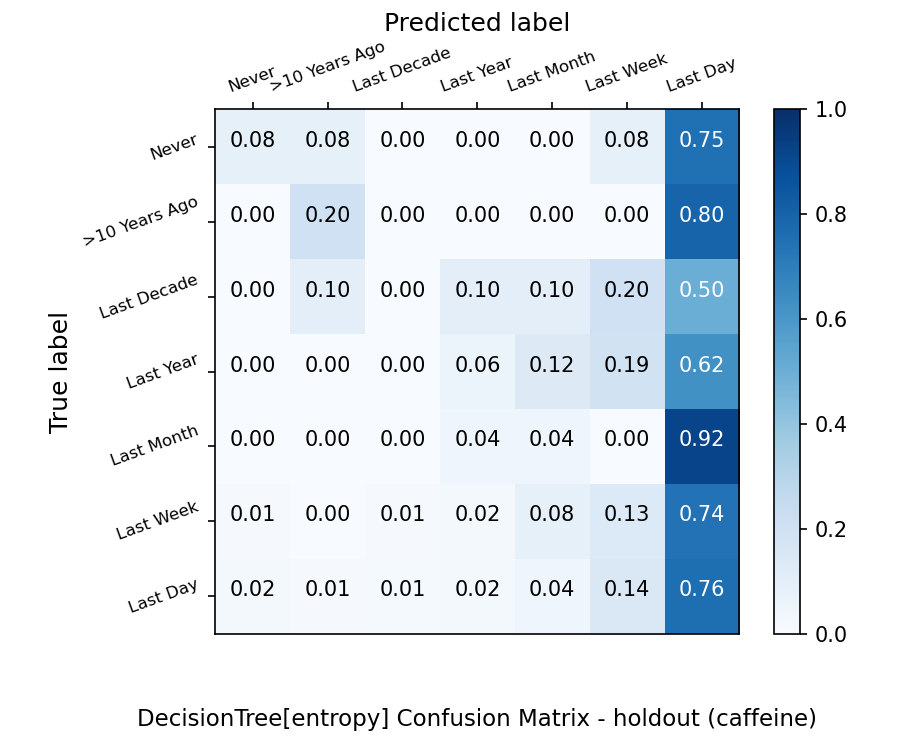 Predicted label
Never >10 Years Ago Last Decade Last Year Last Month Last Week Last Day
True label
Never 0.08 0.08 0.00 0.00 0.00 0.08 0.75
>10 Years Ago 0.00 0.20 0.00 0.00 0.00 0.00 0.80
Last Decade 0.00 0.10 0.00 0.10 0.10 0.20 0.50
Last Year 0.00 0.00 0.00 0.06 0.12 0.19 0.62
Last Month 0.00 0.00 0.00 0.04 0.04 0.00 0.92
Last Week 0.01 0.00 0.01 0.02 0.08 0.13 0.74
Last Day 0.02 0.01 0.01 0.02 0.04 0.14 0.76
1.0
0.8
0.6
0.4
0.2
0.0
DecisionTree[entropy] Confusion Matrix - holdout (caffeine)